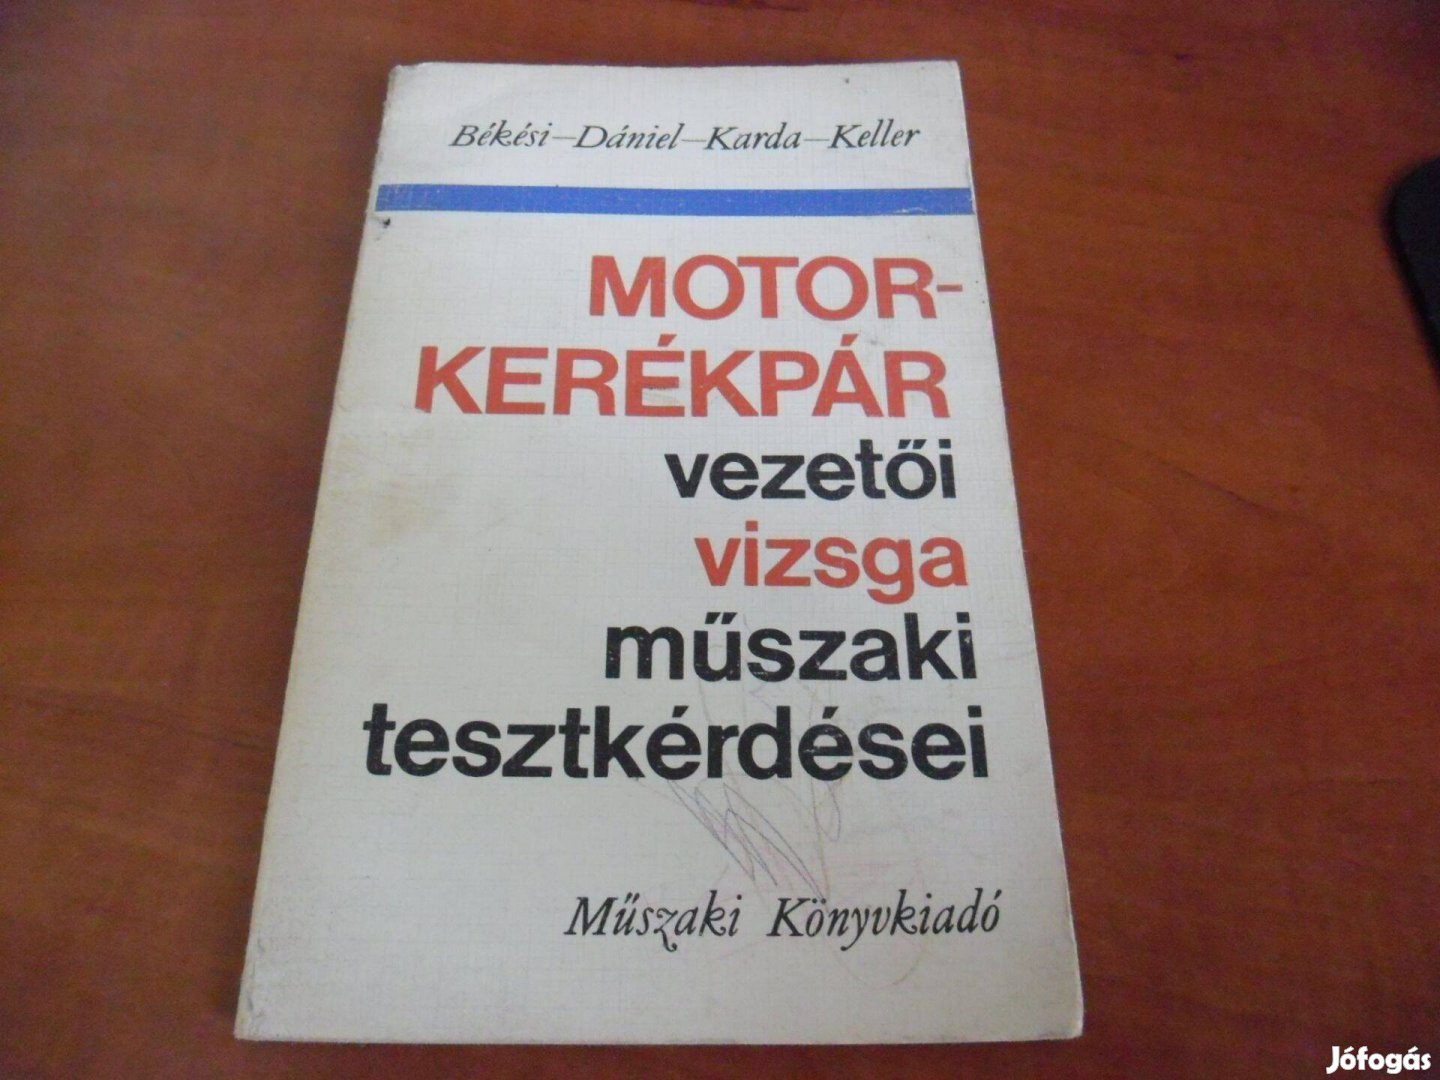 Békési–Dániel–Karda–Keller
MOTOR-
KERÉKPÁR
vezetői
vizsga
műszaki
tesztkérdései
Műszaki Könyvkiadó
Jófogás